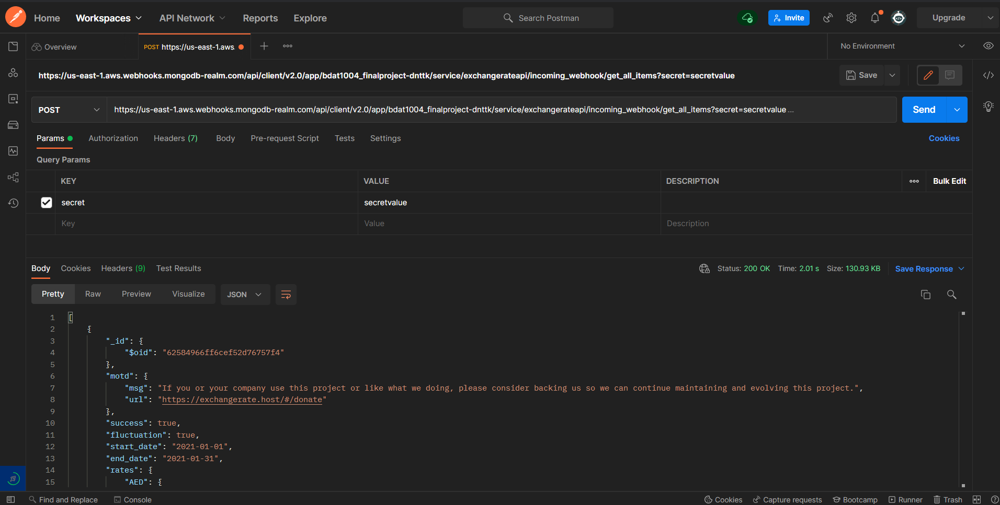 Home Workspaces API Network Reports Explore Search Postman Invite Upgrade
Overview POST https://us-east-1.aws. No Environment
https://us-east-1.aws.webhooks.mongodb-realm.com/api/client/v2.0/app/bdat1004_finalproject-dnttk/service/exchangerateapi/incoming_webhook/get_all_items?secret=secretvalue Save
POST https://us-east-1.aws.webhooks.mongodb-realm.com/api/client/v2.0/app/bdat1004_finalproject-dnttk/service/exchangerateapi/incoming_webhook/get_all_items?secret=secretvalue ... Send
Params Authorization Headers (7) Body Pre-request Script Tests Settings Cookies
Query Params
KEY VALUE DESCRIPTION Bulk Edit
secret secretvalue
Key Value Description
Body Cookies Headers (9) Test Results Status: 200 OK Time: 2.01 s Size: 130.93 KB Save Response
Pretty Raw Preview Visualize JSON
1 [
2 {
3 "_id": {
4 "$oid": "62584966ff6cef52d76757f4"
5 },
6 "motd": {
7 "msg": "If you or your company use this project or like what we doing, please consider backing us so we can continue maintaining and evolving this project.",
8 "url": "https://exchangerate.host/#/donate"
9 },
10 "success": true,
11 "fluctuation": true,
12 "start_date": "2021-01-01",
13 "end_date": "2021-01-31",
14 "rates": {
15 "AED": {
Find and Replace Console Cookies Capture requests Bootcamp Runner Trash